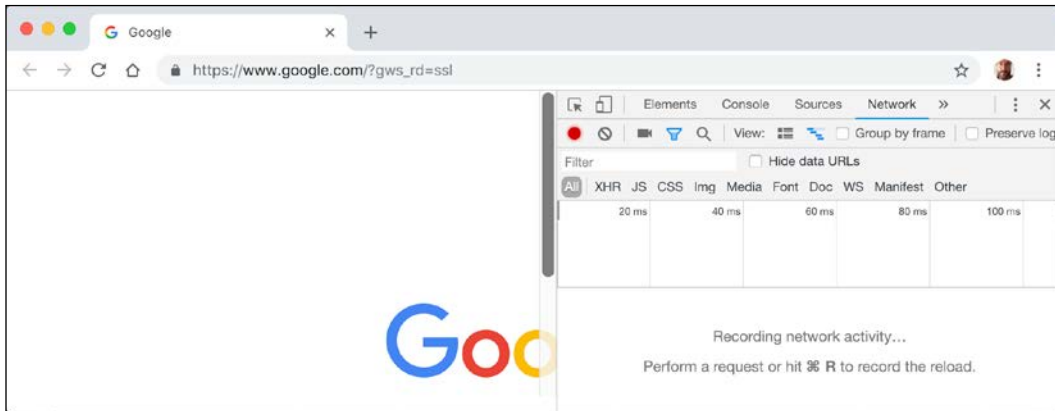 Google
https://www.google.com/?gws_rd=ssl
Elements Console Sources Network »
View: Group by frame Preserve log
Filter Hide data URLs
All XHR JS CSS Img Media Font Doc WS Manifest Other
20 ms 40 ms 60 ms 80 ms 100 ms
Recording network activity...
Goo
Perform a request or hit ⌘ R to record the reload.